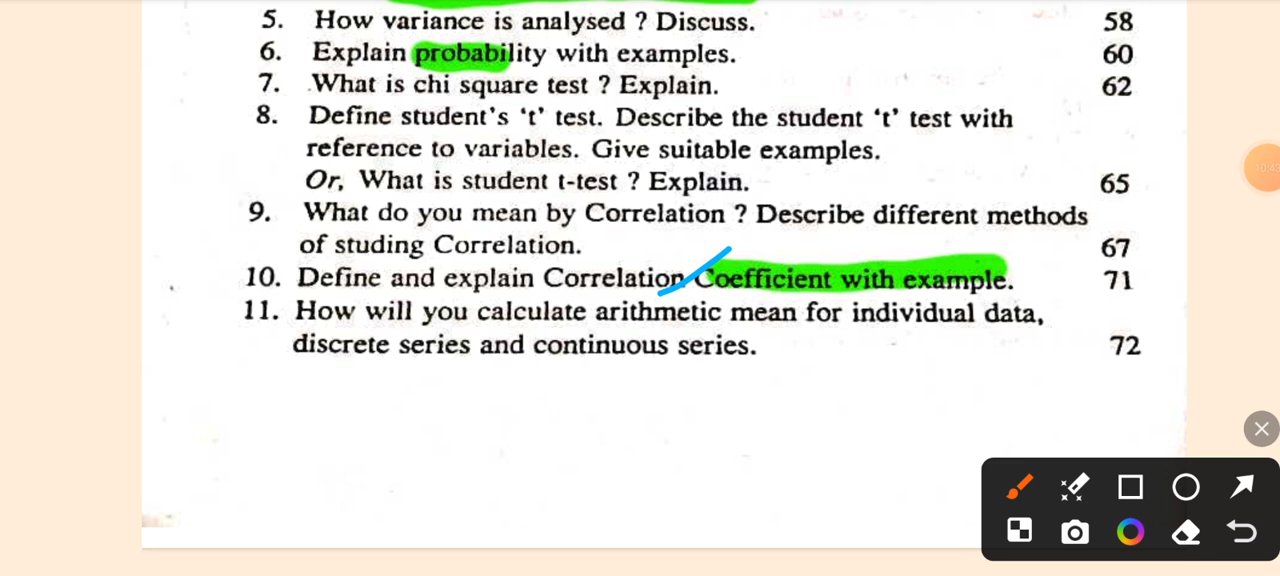 5. How variance is analysed ? Discuss. 58
6. Explain probability with examples. 60
7. What is chi square test ? Explain. 62
8. Define student's 't' test. Describe the student 't' test with
reference to variables. Give suitable examples.
Or, What is student t-test ? Explain. 65
9. What do you mean by Correlation ? Describe different methods
of studing Correlation. 67
10. Define and explain Correlation Coefficient with example. 71
11. How will you calculate arithmetic mean for individual data,
discrete series and continuous series. 72